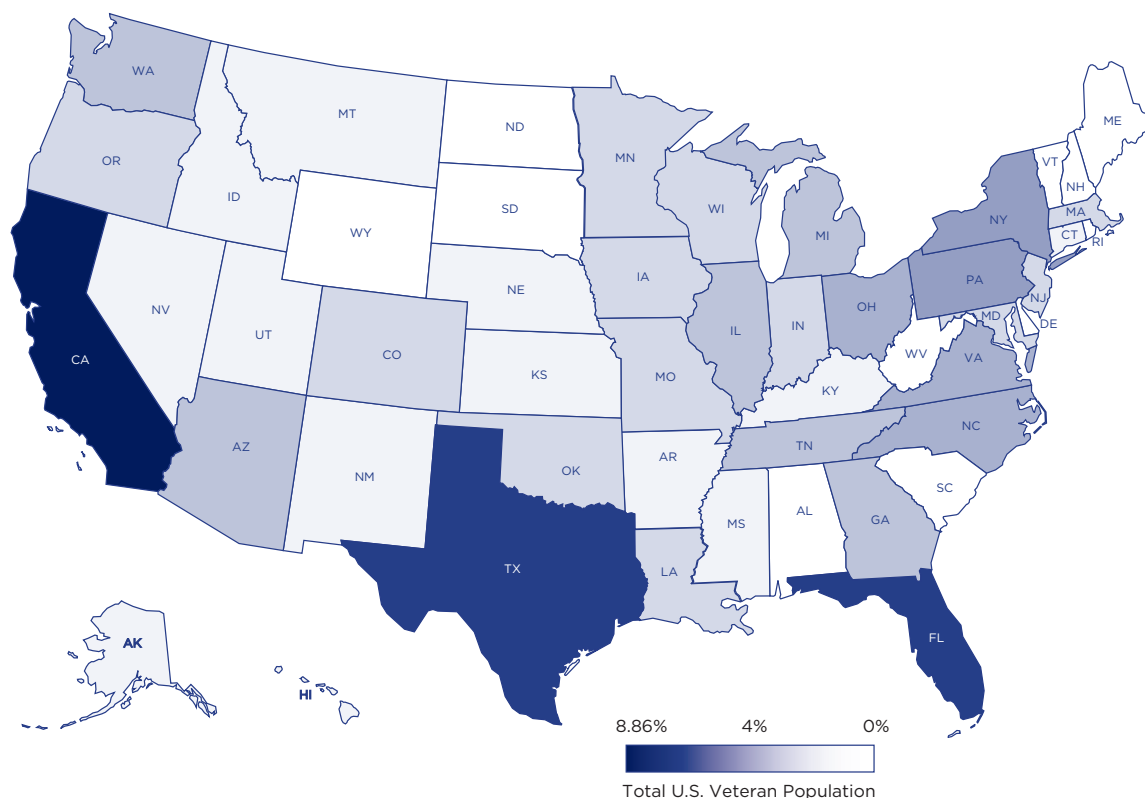 WA
MT
ND
ME
MN
VT
OR
NH
ID
SD
WI
MA
NY
WY
CT
MI
RI
IA
PA
NE
NJ
OH
NV
MD
DE
IL
IN
UT
WV
CO
CA
VA
KS
MO
KY
NC
AZ
TN
AR
OK
NM
SC
AL
GA
MS
TX
LA
FL
AK
HI
8.86% 4% 0%
Total U.S. Veteran Population